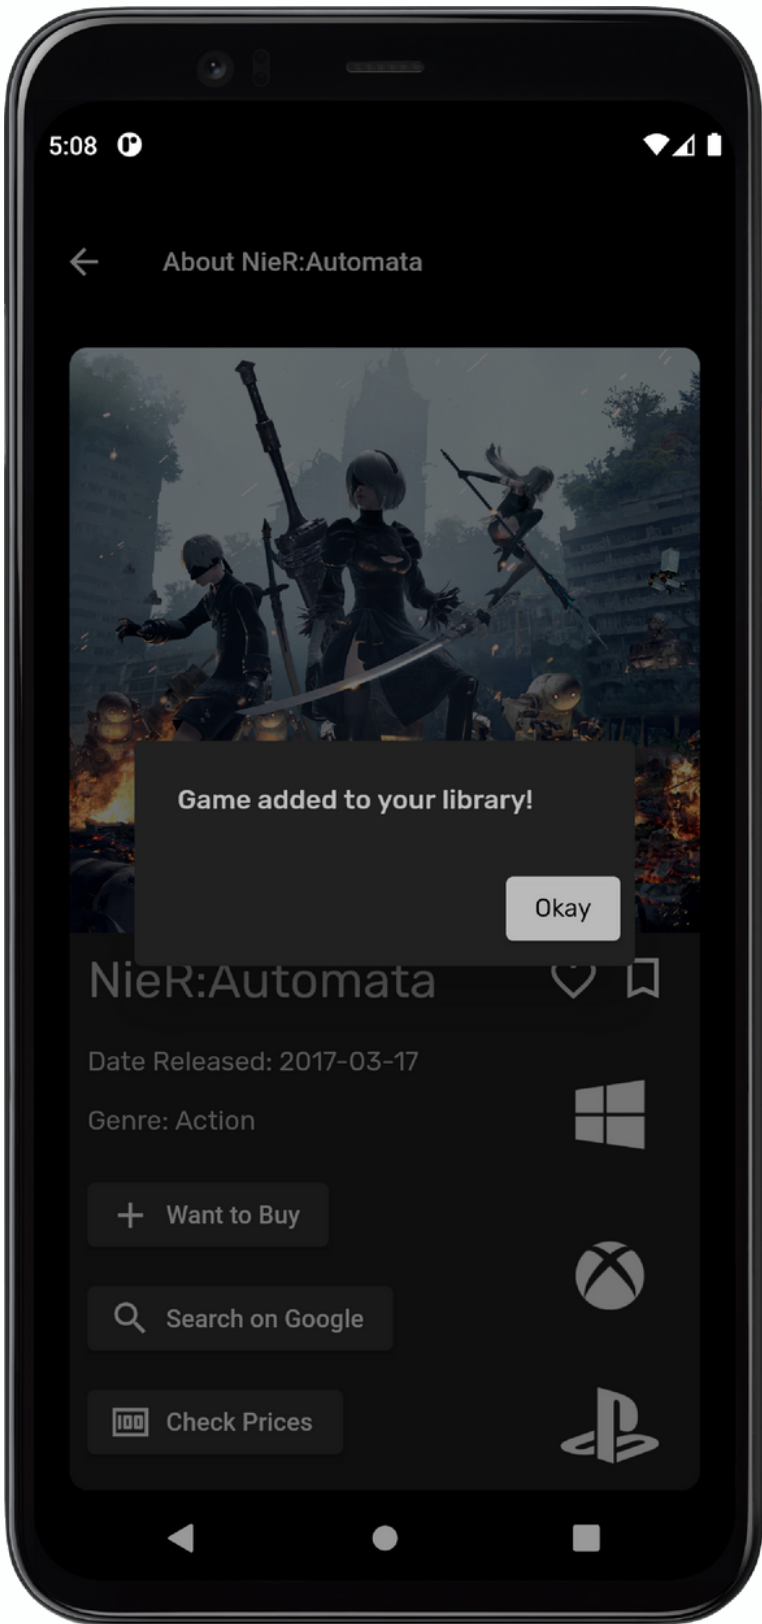 5:08
About NieR:Automata
Game added to your library!
Okay
NieR:Automata
Date Released: 2017-03-17
Genre: Action
Want to Buy
Search on Google
100 Check Prices